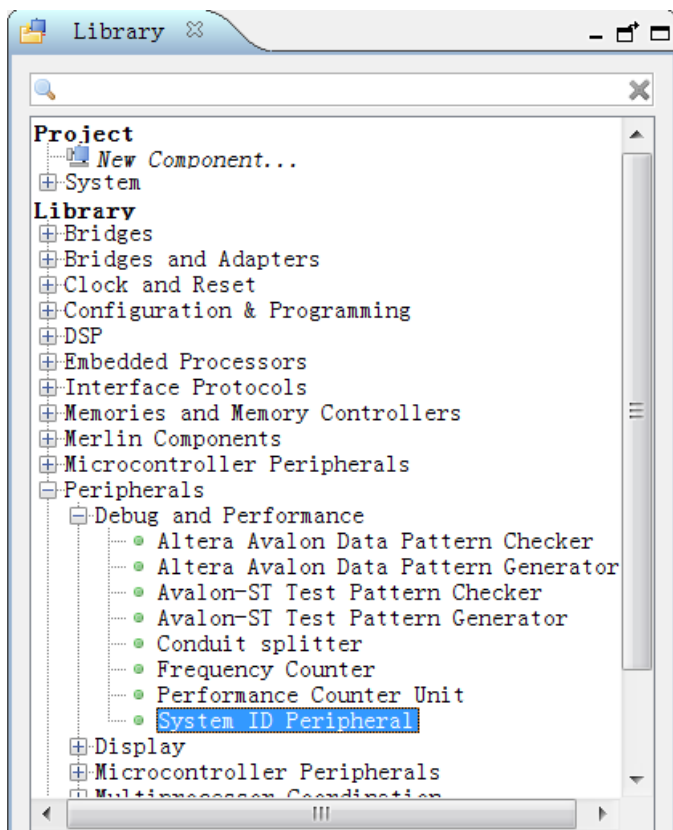 Library
Project
New Component...
System
Library
Bridges
Bridges and Adapters
Clock and Reset
Configuration & Programming
DSP
Embedded Processors
Interface Protocols
Memories and Memory Controllers
Merlin Components
Microcontroller Peripherals
Peripherals
Debug and Performance
Altera Avalon Data Pattern Checker
Altera Avalon Data Pattern Generator
Avalon-ST Test Pattern Checker
Avalon-ST Test Pattern Generator
Conduit splitter
Frequency Counter
Performance Counter Unit
System ID Peripheral
Display
Microcontroller Peripherals
Multiprocessor Coordination